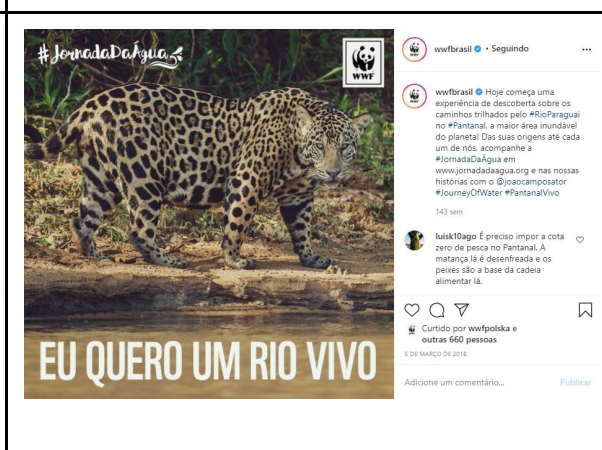 #JornadaDaÁgua
WWF
EU QUERO UM RIO VIVO
wwfbrasil • Seguindo
wwfbrasil Hoje começa uma
experiência de descoberta sobre os
caminhos trilhados pelo #RioParaguai
no #Pantanal, a maior área inundável
do planeta! Das suas origens até cada
um de nós, acompanhe a
#JornadaDaÁgua em
www.jornadadaagua.org e nas nossas
histórias com o @joaocamposator
#JourneyOfWater #PantanalVivo
143 sem
luisk10ago É preciso impor a cota
zero de pesca no Pantanal. A
matança lá é desenfreada e os
peixes são a base da cadeia
alimentar lá.
Curtido por wwfpolska e
outras 660 pessoas
5 DE MARÇO DE 2018
Adicione um comentário...
Publicar